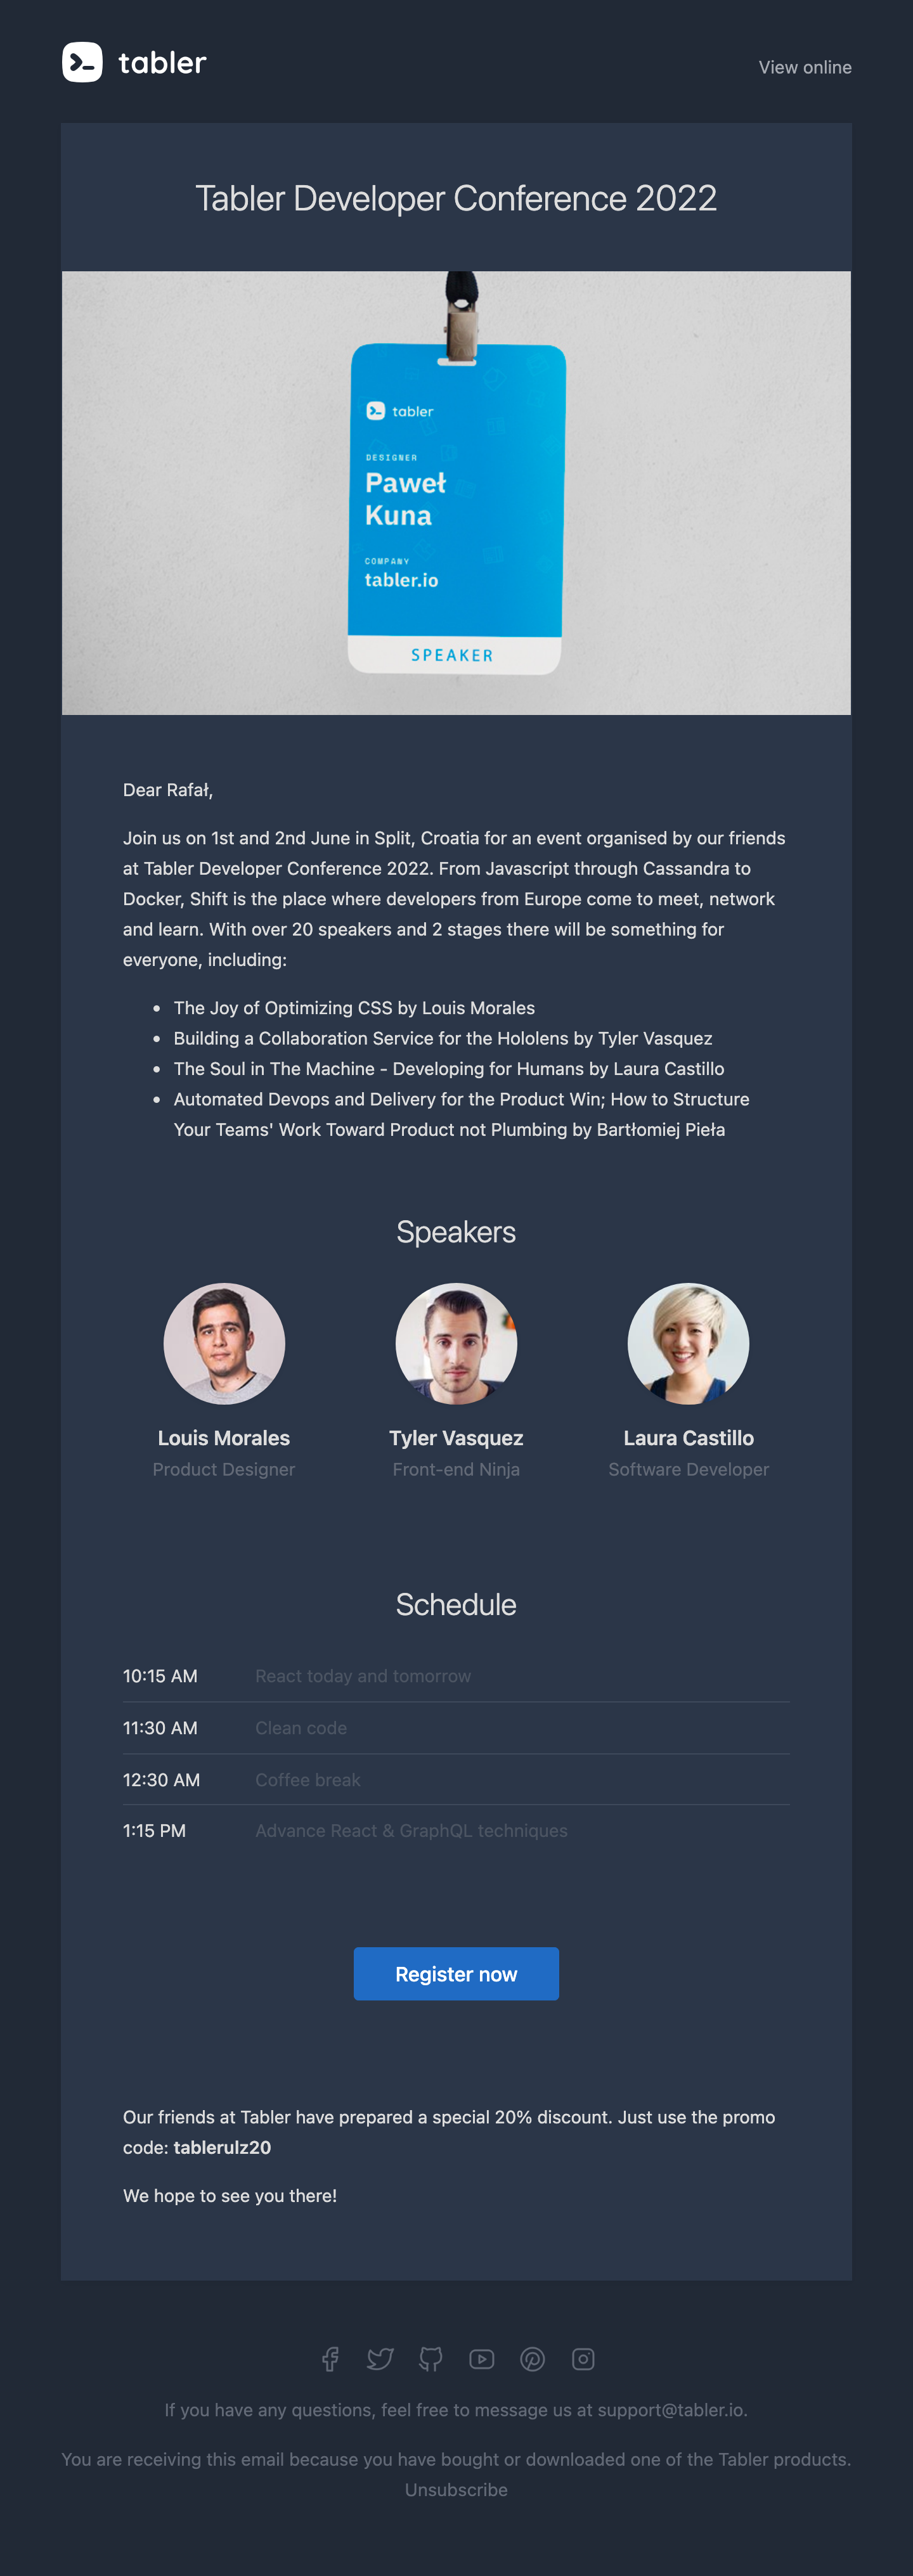 tabler
View online
Tabler Developer Conference 2022
tabler
DESIGNER
Paweł
Kuna
COMPANY
tabler.io
SPEAKER
Dear Rafał,
Join us on 1st and 2nd June in Split, Croatia for an event organised by our friends
at Tabler Developer Conference 2022. From Javascript through Cassandra to
Docker, Shift is the place where developers from Europe come to meet, network
and learn. With over 20 speakers and 2 stages there will be something for
everyone, including:
• The Joy of Optimizing CSS by Louis Morales
• Building a Collaboration Service for the Hololens by Tyler Vasquez
• The Soul in The Machine - Developing for Humans by Laura Castillo
• Automated Devops and Delivery for the Product Win; How to Structure
Your Teams' Work Toward Product not Plumbing by Bartłomiej Pieła
Speakers
Louis Morales Tyler Vasquez Laura Castillo
Product Designer Front-end Ninja Software Developer
Schedule
10:15 AM React today and tomorrow
11:30 AM Clean code
12:30 AM Coffee break
1:15 PM Advance React & GraphQL techniques
Register now
Our friends at Tabler have prepared a special 20% discount. Just use the promo
code: tablerulz20
We hope to see you there!
If you have any questions, feel free to message us at support@tabler.io.
You are receiving this email because you have bought or downloaded one of the Tabler products.
Unsubscribe